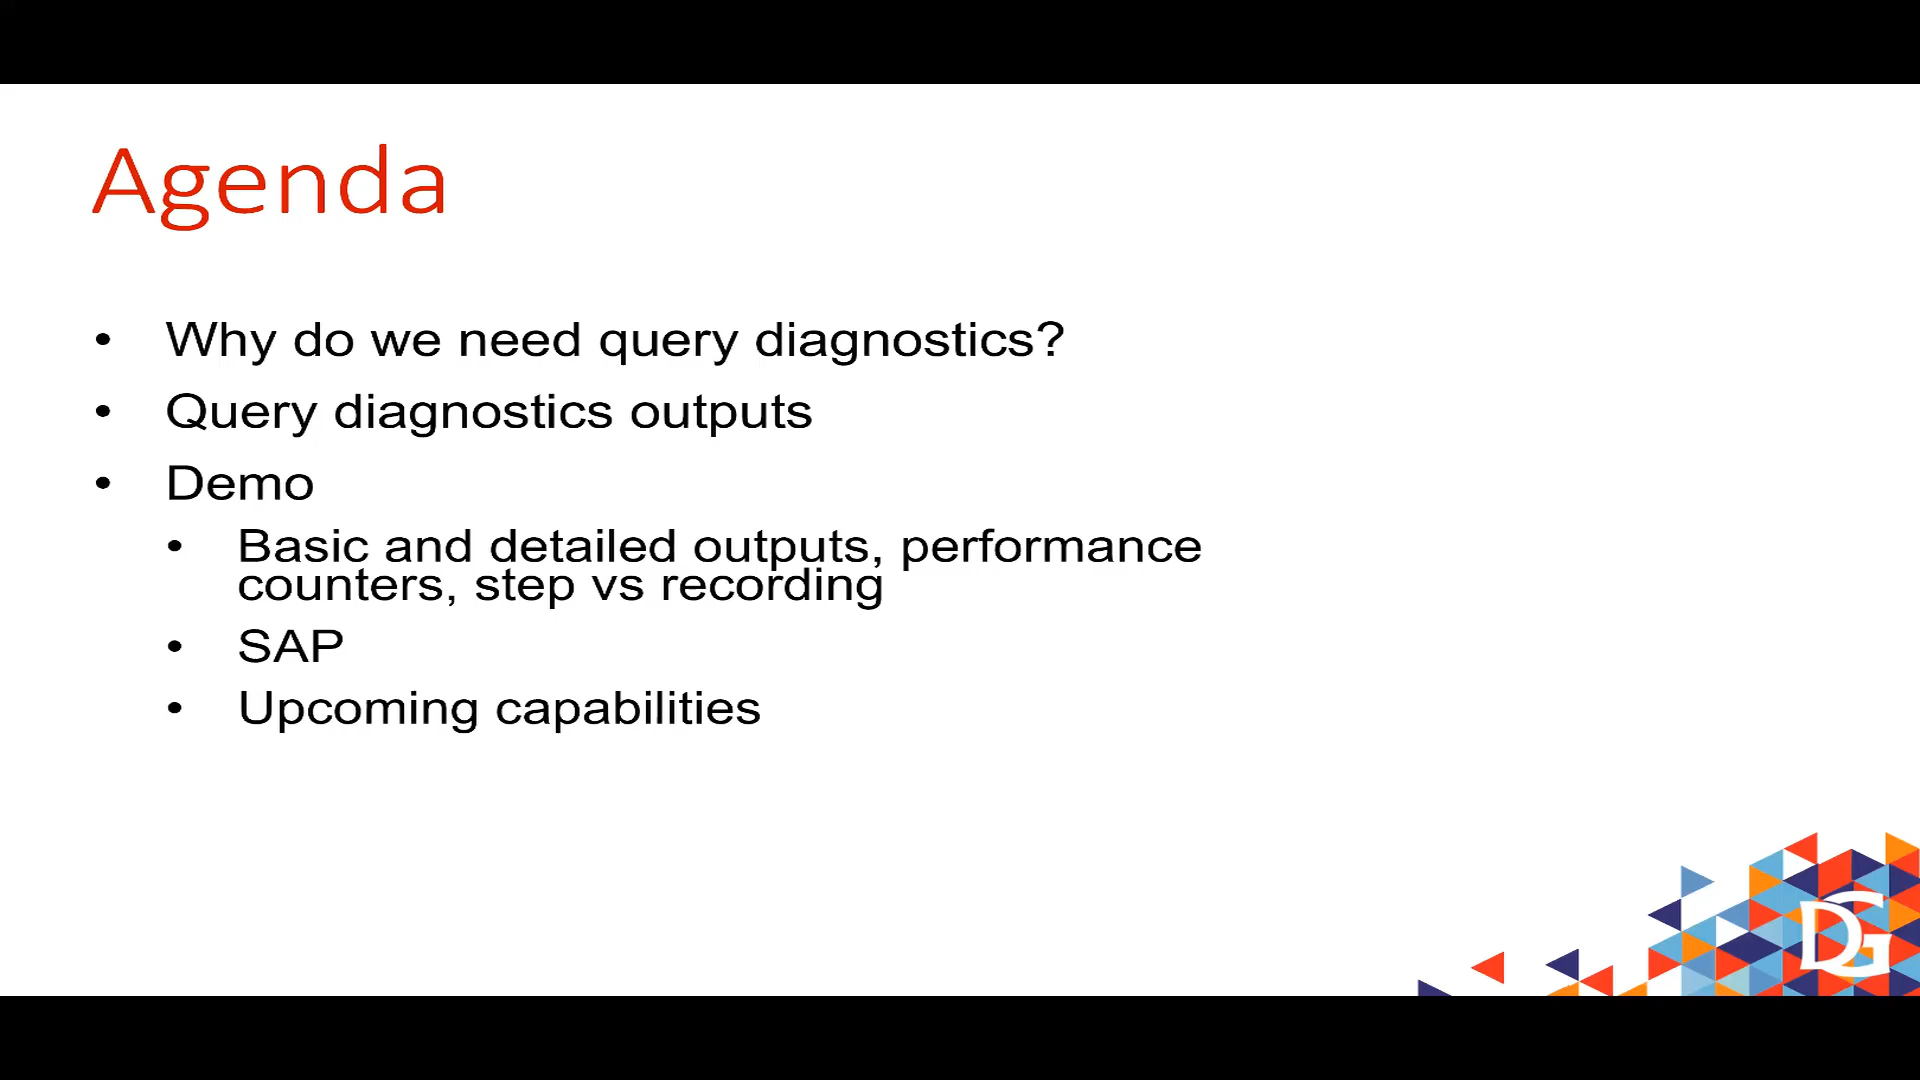 Agenda
• Why do we need query diagnostics?
• Query diagnostics outputs
• Demo
• Basic and detailed outputs, performance
counters, step vs recording
• SAP
• Upcoming capabilities
DG